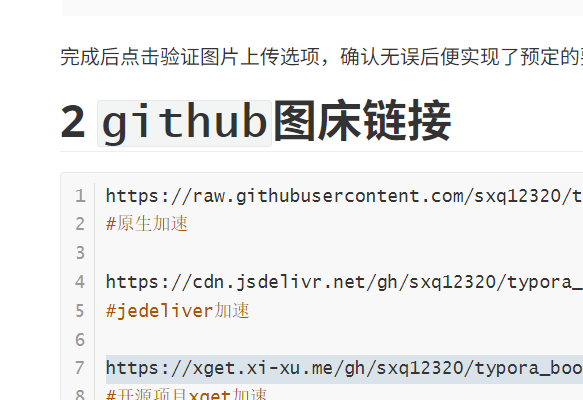 完成后点击验证图片上传选项，确认无误后便实现了预定的
2 github图床链接
1 https://raw.githubusercontent.com/sxq12320/t
2 #原生加速
3
4 https://cdn.jsdelivr.net/gh/sxq12320/typora_
5 #jedeliver加速
6
7 https://xget.xi-xu.me/gh/sxq12320/typora_boo
8 #开源项目xget加速